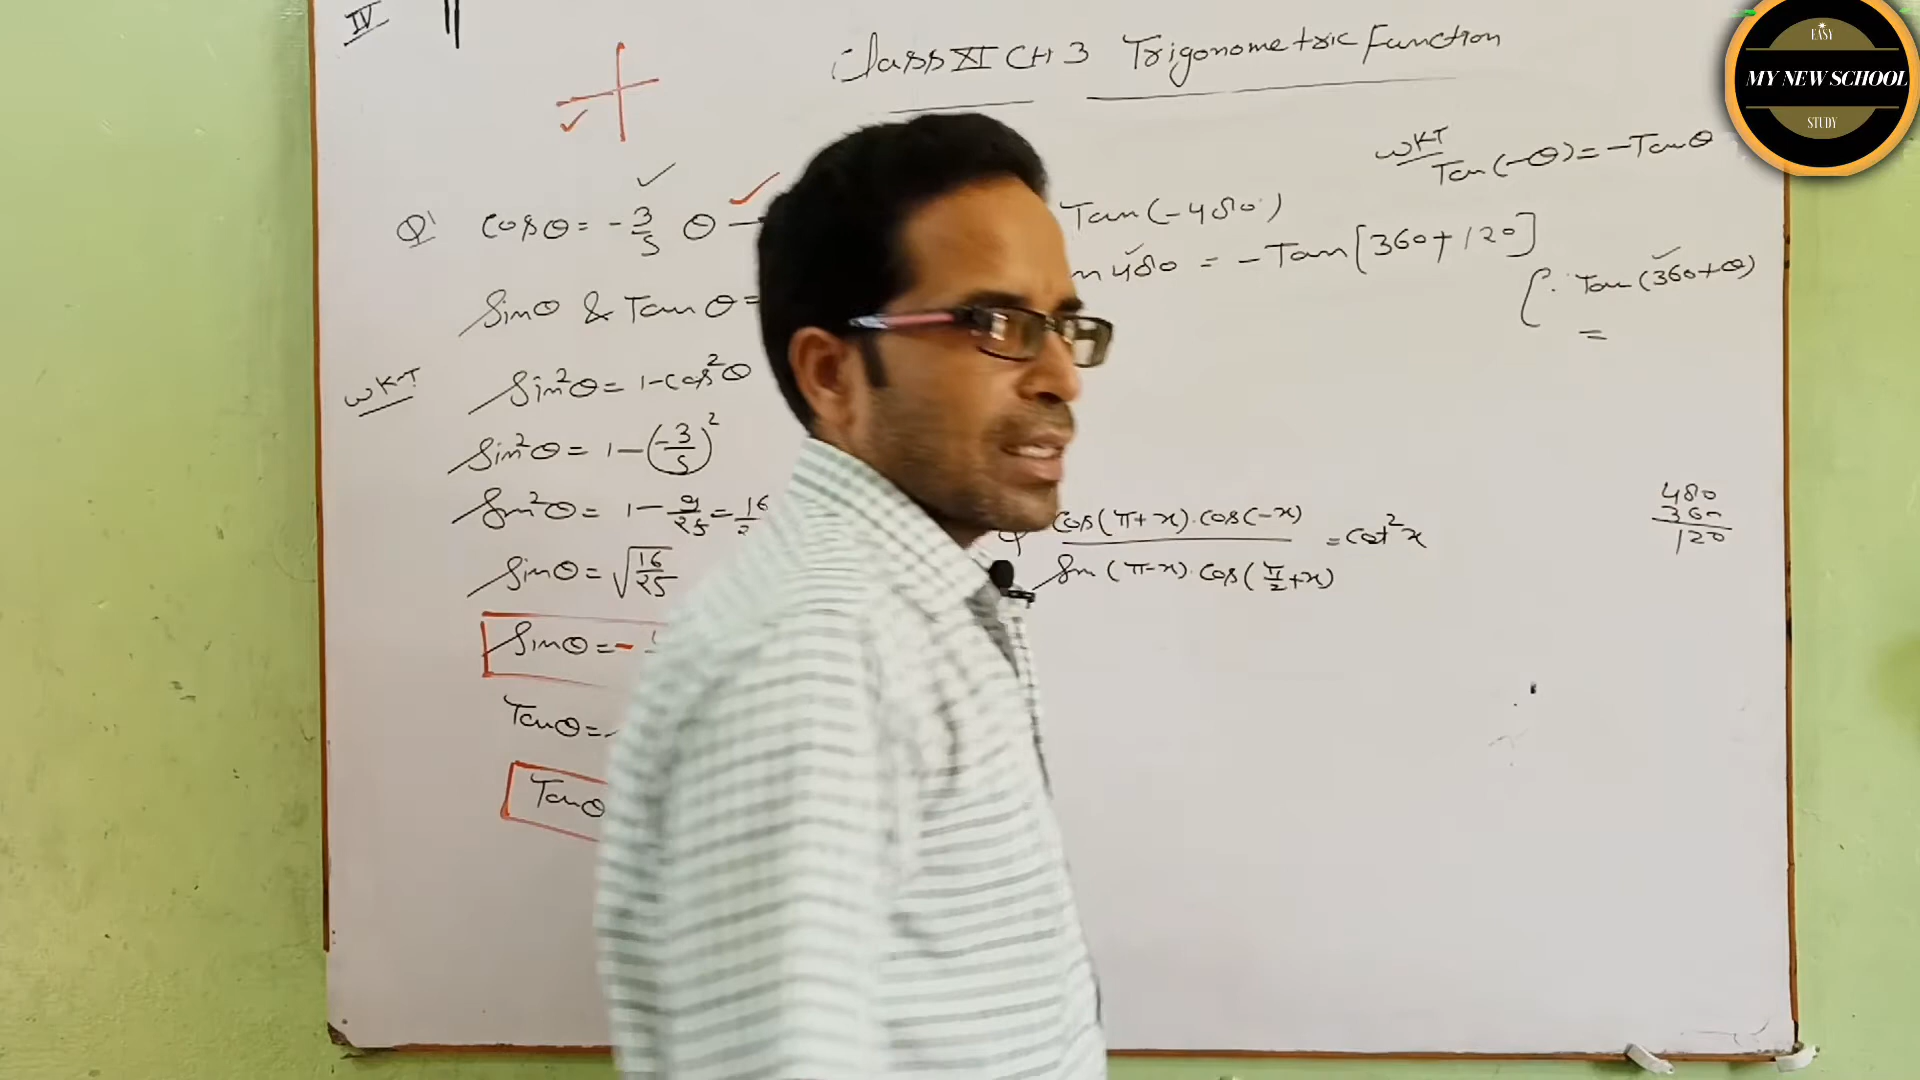 IV
Class XI CH 3 Trigonometric Function
EASY
MY NEW SCHOOL
STUDY
WKT
Tan(-θ)=-Tanθ
Q1 cosθ= -3/5 θ
Sinθ & Tanθ=
WKT Sin²θ= 1-cos²θ
Sin²θ= 1-(-3/5)²
Sin²θ= 1-9/25=16
Sinθ=√16/25
Sinθ=-
Tanθ=
Tanθ
Tan(-480)
480 = -Tan[360+120]
{∵ Tan(360+θ)
=
cos(π+x).cos(-x)/Sin(π-x).cos(π/2+x) =cot²x
480
360
120